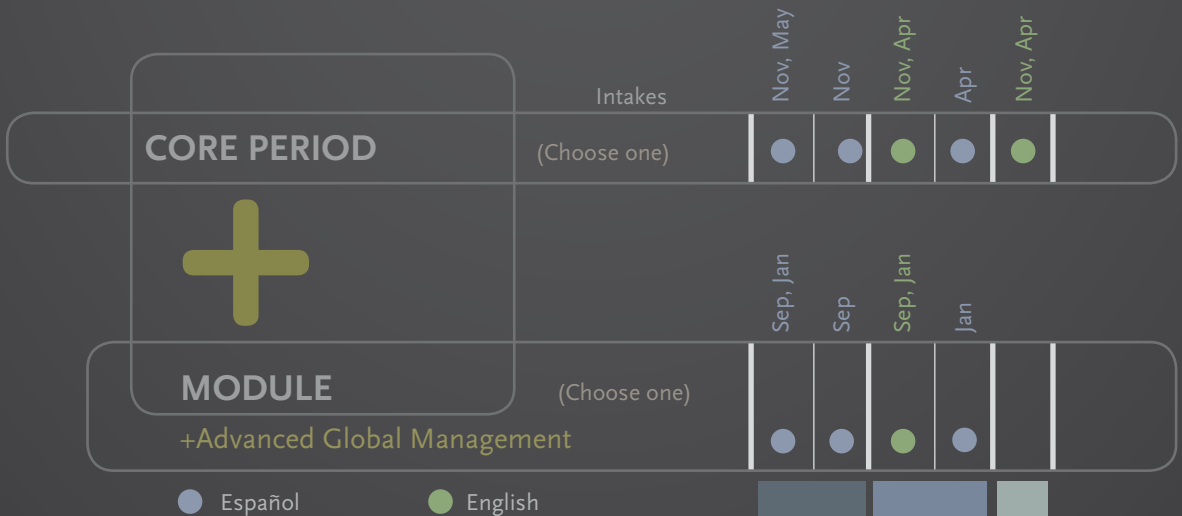 Nov, May
Nov
Nov, Apr
Apr
Nov, Apr
Intakes
CORE PERIOD
(Choose one)
Sep, Jan
Sep
Sep, Jan
Jan
MODULE
(Choose one)
+Advanced Global Management
Español
English